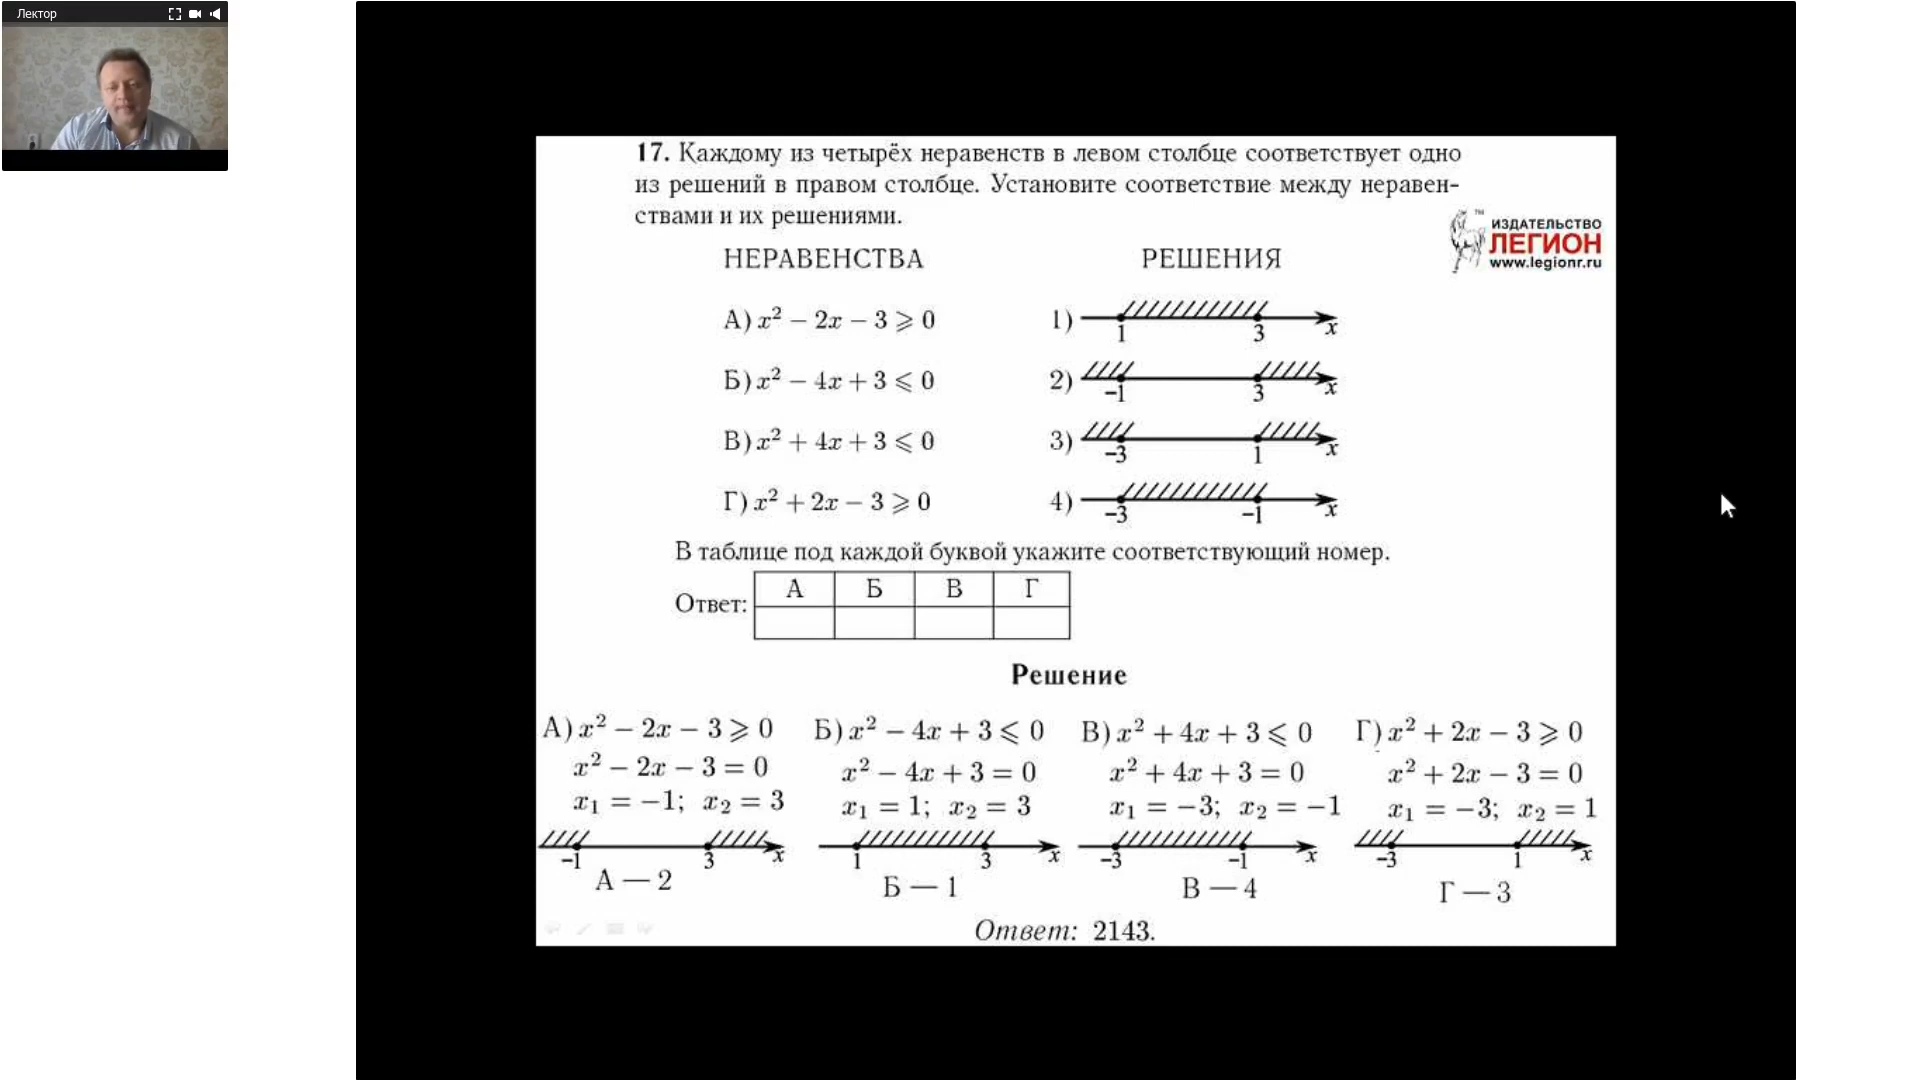 Лектор
17. Каждому из четырёх неравенств в левом столбце соответствует одно
из решений в правом столбце. Установите соответствие между неравен-
ствами и их решениями.
™
ИЗДАТЕЛЬСТВО
ЛЕГИОН
www.legionr.ru
НЕРАВЕНСТВА РЕШЕНИЯ
А) x² − 2x − 3 ⩾ 0 1) 1 3 x
Б) x² − 4x + 3 ⩽ 0 2) −1 3 x
В) x² + 4x + 3 ⩽ 0 3) −3 1 x
Г) x² + 2x − 3 ⩾ 0 4) −3 −1 x
В таблице под каждой буквой укажите соответствующий номер.
Ответ: А Б В Г
Решение
А) x² − 2x − 3 ⩾ 0 Б) x² − 4x + 3 ⩽ 0 В) x² + 4x + 3 ⩽ 0 Г) x² + 2x − 3 ⩾ 0
x² − 2x − 3 = 0 x² − 4x + 3 = 0 x² + 4x + 3 = 0 x² + 2x − 3 = 0
x₁ = −1; x₂ = 3 x₁ = 1; x₂ = 3 x₁ = −3; x₂ = −1 x₁ = −3; x₂ = 1
−1 3 x 1 3 x −3 −1 x −3 1 x
А — 2 Б — 1 В — 4 Г — 3
Ответ: 2143.